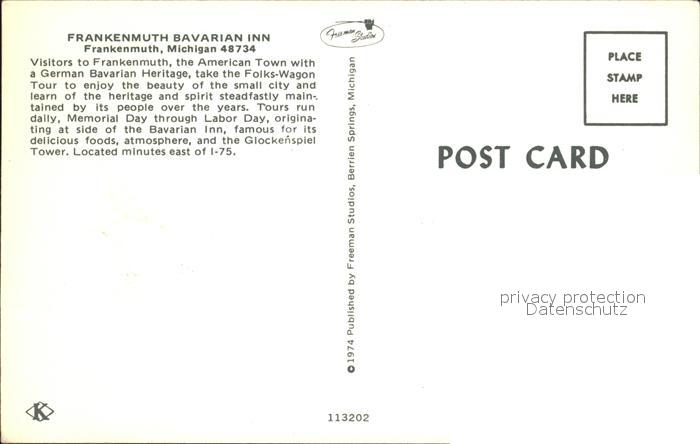 FRANKENMUTH BAVARIAN INN
Frankenmuth, Michigan 48734
Visitors to Frankenmuth, the American Town with
a German Bavarian Heritage, take the Folks-Wagon
Tour to enjoy the beauty of the small city and
learn of the heritage and spirit steadfastly main-
tained by its people over the years. Tours run
daily, Memorial Day through Labor Day, origina-
ting at side of the Bavarian Inn, famous for its
delicious foods, atmosphere, and the Glockenspiel
Tower. Located minutes east of I-75.
Freeman
Studios
©1974 Published by Freeman Studios, Berrien Springs, Michigan
PLACE
STAMP
HERE
POST CARD
privacy protection
Datenschutz
K
113202